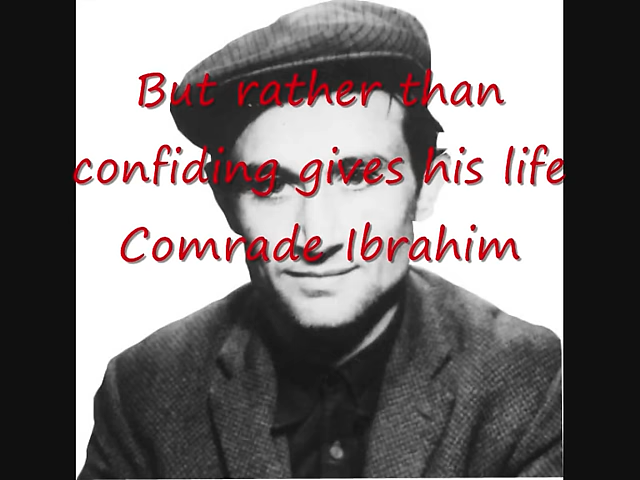 But rather than
confiding gives his life
Comrade Ibrahim